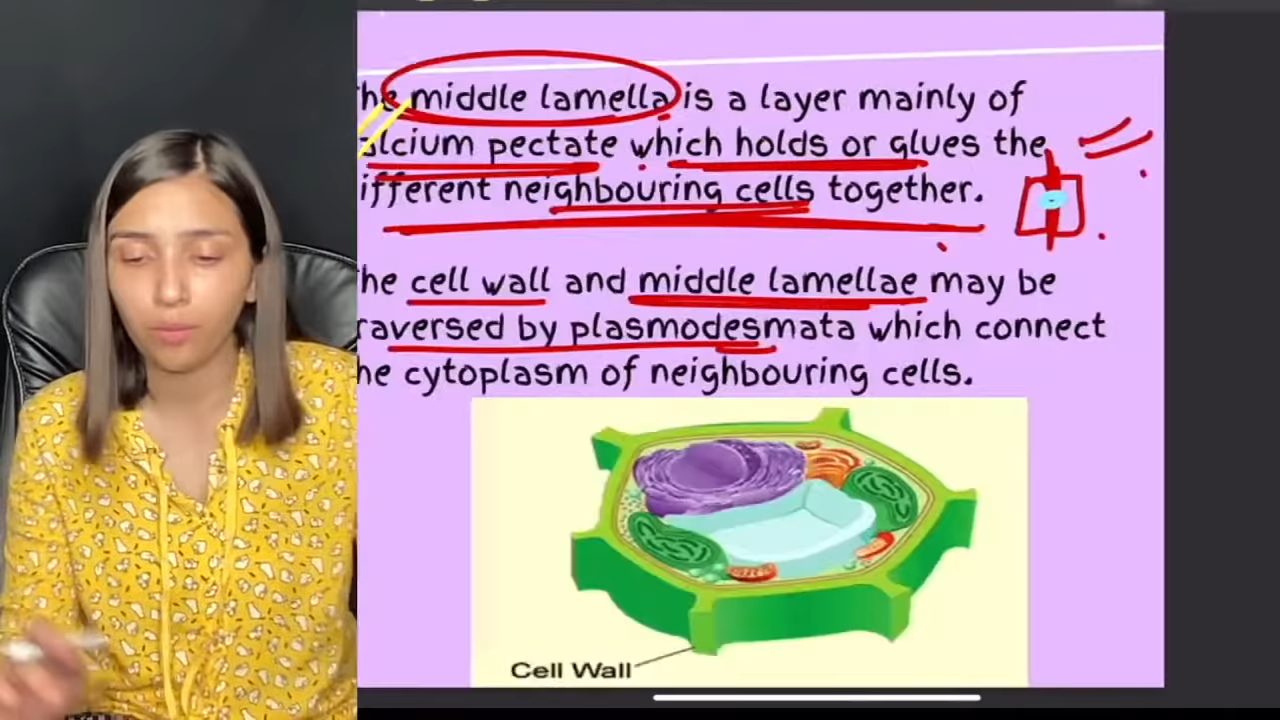 he middle lamella is a layer mainly of
alcium pectate which holds or glues the
ifferent neighbouring cells together.
he cell wall and middle lamellae may be
raversed by plasmodesmata which connect
he cytoplasm of neighbouring cells.
Cell Wall